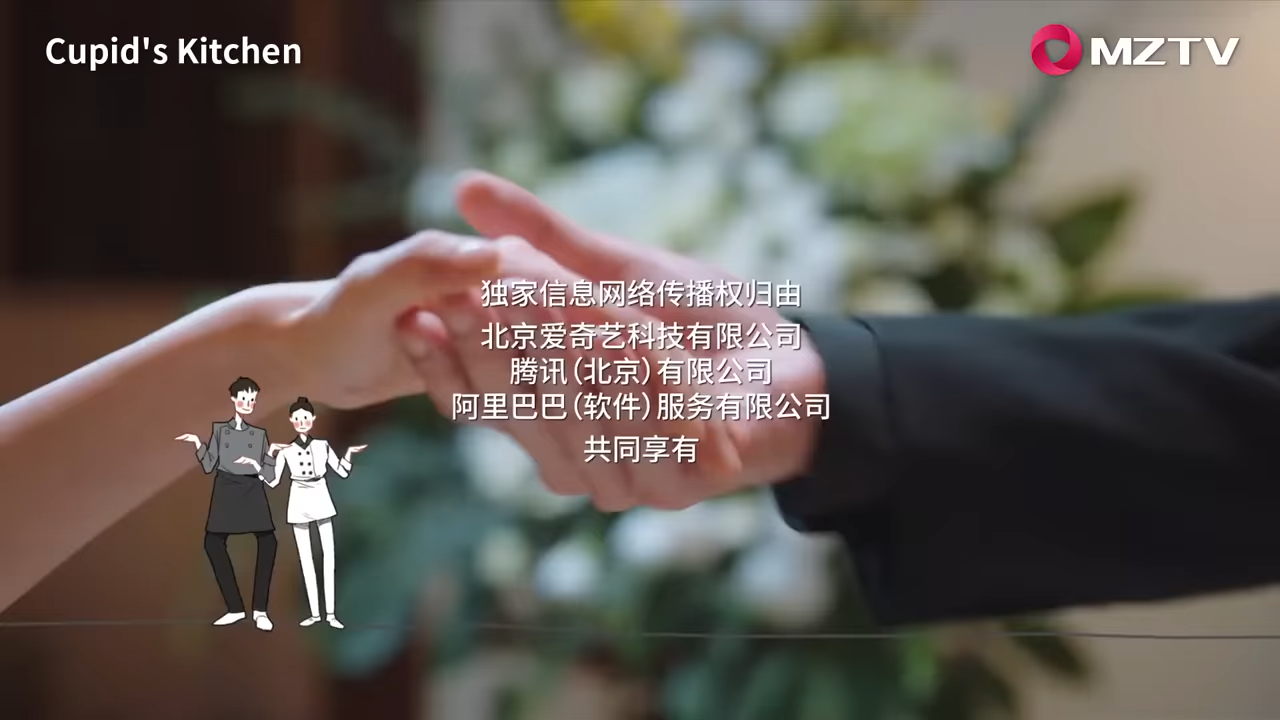 Cupid's Kitchen
MZTV
独家信息网络传播权归由
北京爱奇艺科技有限公司
腾讯（北京）有限公司
阿里巴巴（软件）服务有限公司
共同享有